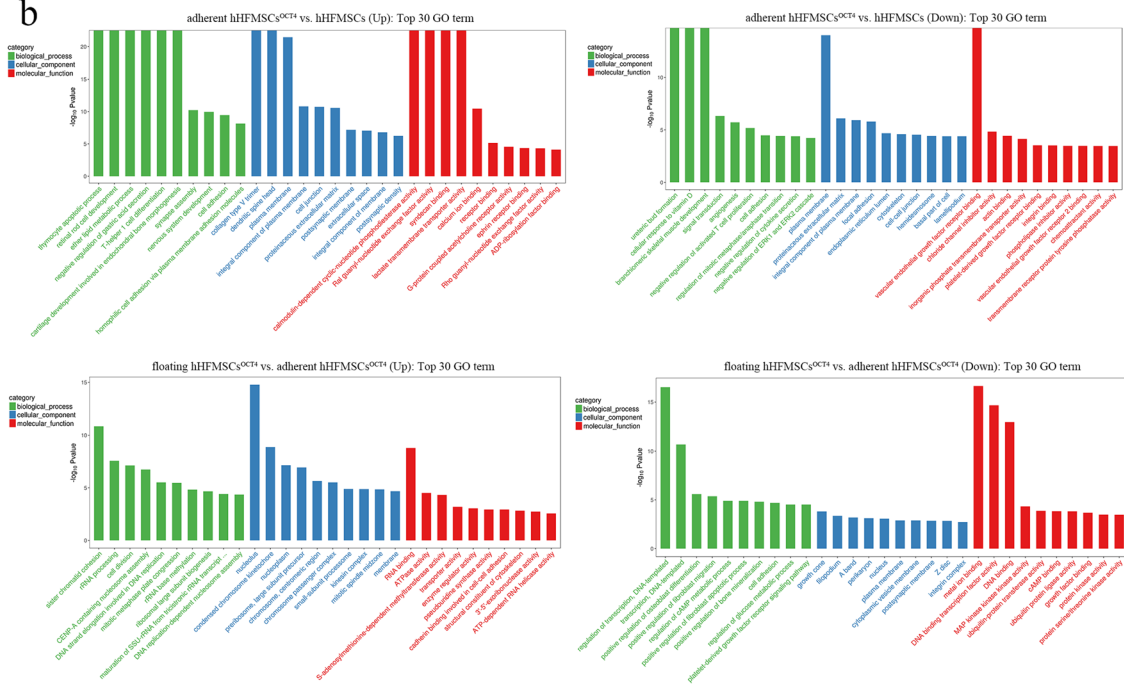 b
adherent hHFMSCsOCT4 vs. hHFMSCs (Up): Top 30 GO term
category
biological_process
cellular_component
molecular_function
-log10 Pvalue
20
15
10
5
0
thymocyte apoptotic process
retinal rod cell development
ether lipid metabolic process
negative regulation of gastric acid secretion
T-helper 1 cell differentiation
cartilage development involved in endochondral bone morphogenesis
synapse assembly
nervous system development
cell adhesion
homophilic cell adhesion via plasma membrane adhesion molecules
collagen type V trimer
dendritic spine head
plasma membrane
integral component of plasma membrane
cell junction
proteinaceous extracellular matrix
postsynaptic membrane
extracellular space
integral component of membrane
postsynaptic density
calmodulin-dependent cyclic-nucleotide phosphodiesterase activity
Ral guanyl-nucleotide exchange factor activity
syndecan binding
lactate transmembrane transporter activity
calcium ion binding
G-protein coupled acetylcholine receptor activity
ephrin receptor activity
Rho guanyl-nucleotide exchange factor activity
ADP-ribosylation factor binding
adherent hHFMSCsOCT4 vs. hHFMSCs (Down): Top 30 GO term
category
biological_process
cellular_component
molecular_function
-log10 Pvalue
10
5
0
ureteric bud formation
cellular response to vitamin D
branchiomeric skeletal muscle development
signal transduction
angiogenesis
negative regulation of activated T cell proliferation
cell adhesion
regulation of mitotic metaphase/anaphase transition
negative regulation of cell migration
negative regulation of ERK1 and ERK2 cascade
plasma membrane
proteinaceous extracellular matrix
integral component of plasma membrane
focal adhesion
endoplasmic reticulum lumen
cytoskeleton
cell-cell junction
hemidesmosome
basal part of cell
lamellipodium
vascular endothelial growth factor receptor binding
chloride channel inhibitor activity
actin binding
inorganic phosphate transmembrane transporter activity
platelet-derived growth factor receptor binding
integrin binding
phospholipase inhibitor activity
vascular endothelial growth factor receptor 2 binding
chemorepellent activity
transmembrane receptor protein tyrosine phosphatase activity
floating hHFMSCsOCT4 vs. adherent hHFMSCsOCT4 (Up): Top 30 GO term
category
biological_process
cellular_component
molecular_function
-log10 Pvalue
15
10
5
0
sister chromatid cohesion
rRNA processing
cell division
CENP-A containing nucleosome assembly
DNA strand elongation involved in DNA replication
mitotic metaphase plate congression
rRNA methylation
ribosomal large subunit biogenesis
maturation of SSU-rRNA from tricistronic rRNA transcript...
DNA replication-dependent nucleosome assembly
nucleus
condensed chromosome kinetochore
nucleoplasm
preribosome, large subunit precursor
chromosome, centromeric region
chromosome passenger complex
small-subunit processome
kinesin complex
mitotic spindle midzone
membrane
RNA binding
ATPase activity
S-adenosylmethionine-dependent methyltransferase activity
transporter activity
enzyme regulator activity
pseudouridine synthase activity
cadherin binding involved in cell-cell adhesion
structural constituent of cytoskeleton
3'-5'-exoribonuclease activity
ATP-dependent RNA helicase activity
floating hHFMSCsOCT4 vs. adherent hHFMSCsOCT4 (Down): Top 30 GO term
category
biological_process
cellular_component
molecular_function
-log10 Pvalue
15
10
5
0
regulation of transcription, DNA-templated
transcription, DNA-templated
positive regulation of osteoblast differentiation
positive regulation of fibroblast migration
regulation of cAMP metabolic process
positive regulation of fibroblast apoptotic process
positive regulation of bone mineralization
cell adhesion
regulation of glucose metabolic process
platelet-derived growth factor receptor signaling pathway
growth cone
filopodium
A band
perikaryon
nucleus
plasma membrane
cytoplasmic vesicle membrane
postsynaptic membrane
Z disc
integrin complex
metal ion binding
DNA binding transcription factor activity
DNA binding
MAP kinase kinase kinase activity
ubiquitin-protein transferase activity
cAMP binding
ubiquitin protein ligase activity
growth factor binding
protein kinase activity
protein serine/threonine kinase activity